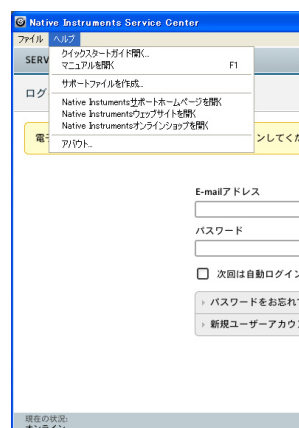 Native Instruments Service Center
ファイル ヘルプ
クイックスタートガイド開く...
マニュアルを開く F1
サポートファイルを作成...
Native Instumentsサポートホームページを開く
Native Instrumentsウェッブサイトを開く
Native Instrumentsオンラインショップを開く
アバウト...
SERV
ログ
電子
ンしてくだ
E-mailアドレス
パスワード
次回は自動ログイン
パスワードをお忘れ
新規ユーザーアカウン
現在の状況:
オンライン